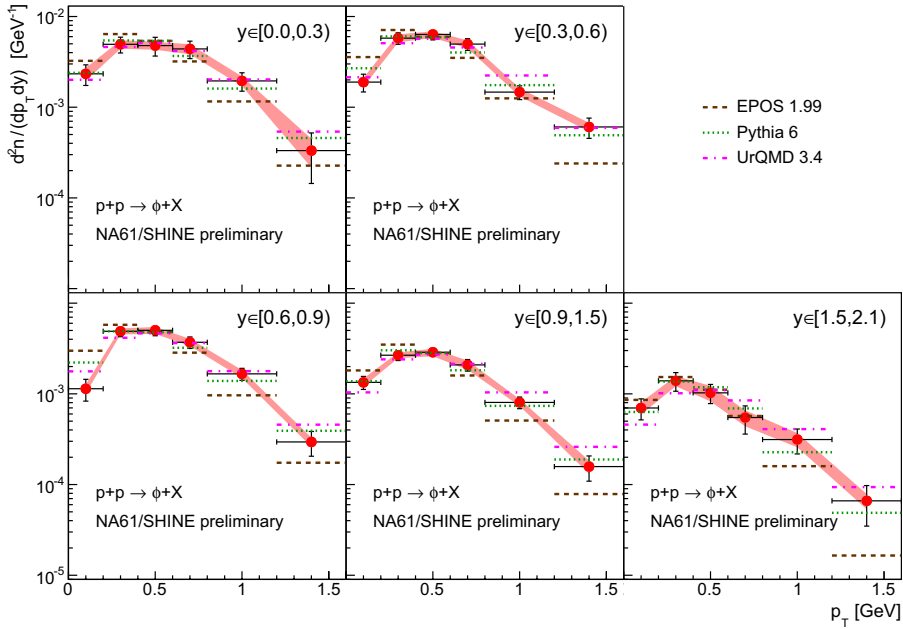 d²n/(dp_T dy) [GeV⁻¹]
10⁻²
10⁻³
10⁻⁴
y∈[0.0,0.3)
p+p → ϕ+X
NA61/SHINE preliminary
y∈[0.3,0.6)
p+p → ϕ+X
NA61/SHINE preliminary
EPOS 1.99
Pythia 6
UrQMD 3.4
10⁻³
10⁻⁴
10⁻⁵
y∈[0.6,0.9)
p+p → ϕ+X
NA61/SHINE preliminary
y∈[0.9,1.5)
p+p → ϕ+X
NA61/SHINE preliminary
y∈[1.5,2.1)
p+p → ϕ+X
NA61/SHINE preliminary
0 0.5 1 1.5
0.5 1 1.5
0.5 1 1.5
p_T [GeV]